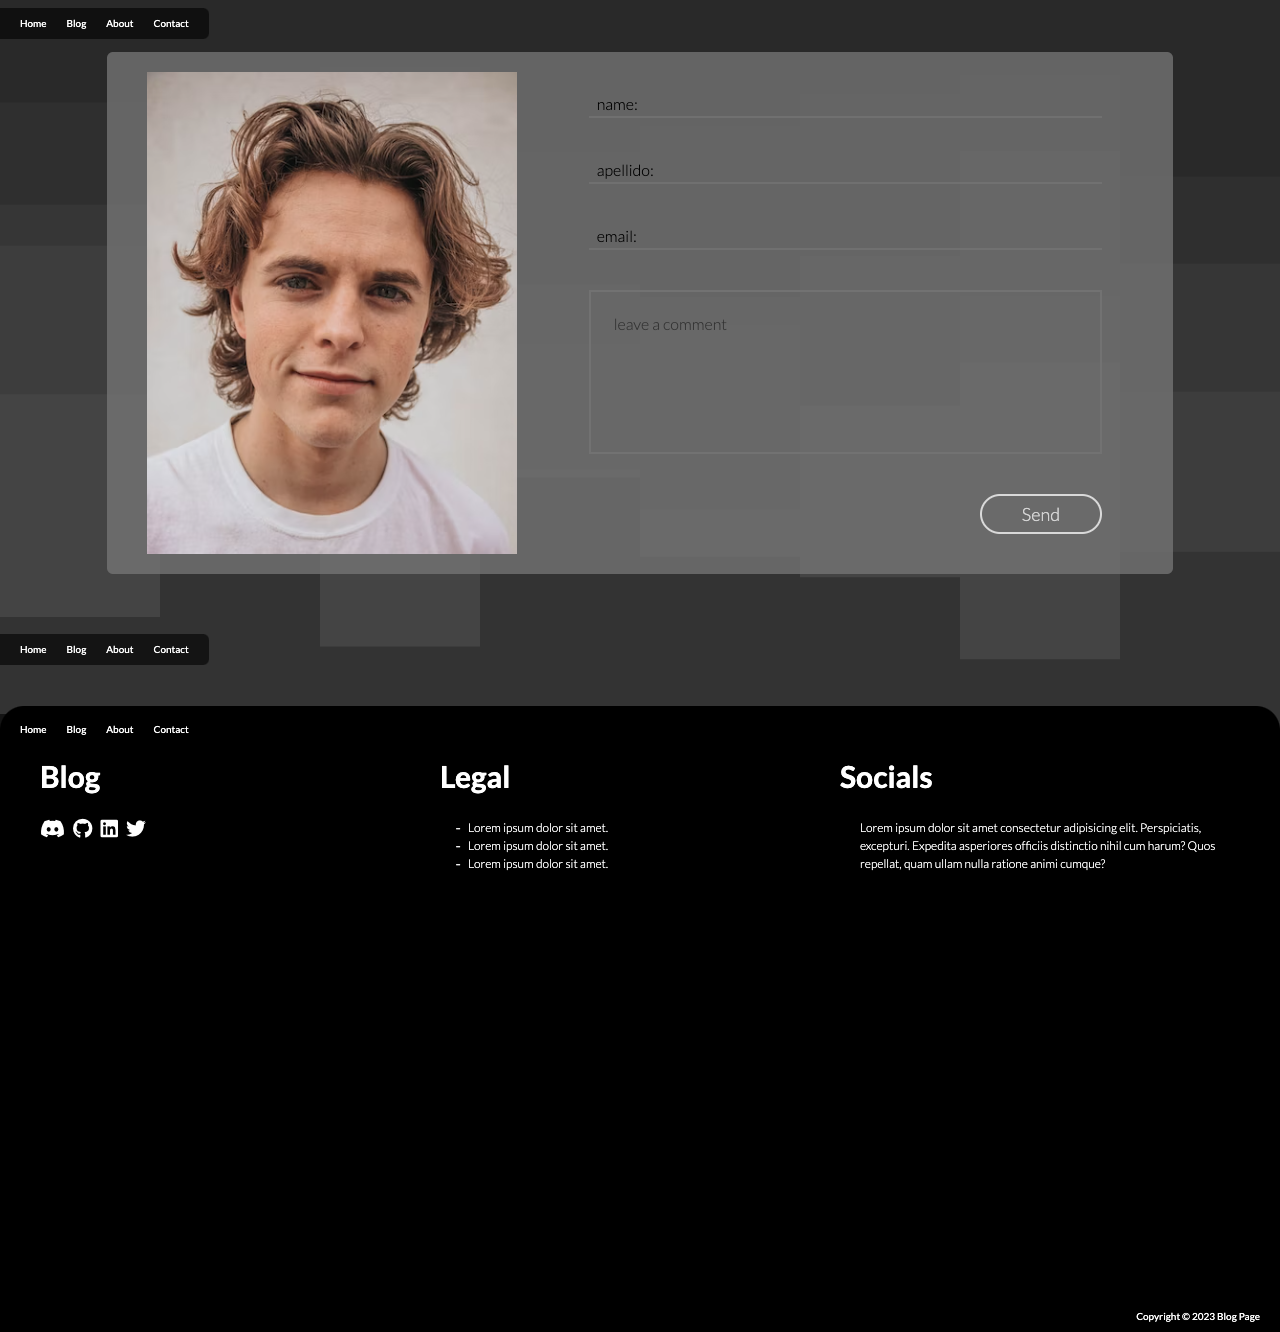 Home Blog About Contact
name:
apellido:
email:
leave a comment
Send
Home Blog About Contact
Home Blog About Contact
Blog
Legal
- Lorem ipsum dolor sit amet.
- Lorem ipsum dolor sit amet.
- Lorem ipsum dolor sit amet.
Socials
Lorem ipsum dolor sit amet consectetur adipisicing elit. Perspiciatis,
excepturi. Expedita asperiores officiis distinctio nihil cum harum? Quos
repellat, quam ullam nulla ratione animi cumque?
Copyright © 2023 Blog Page